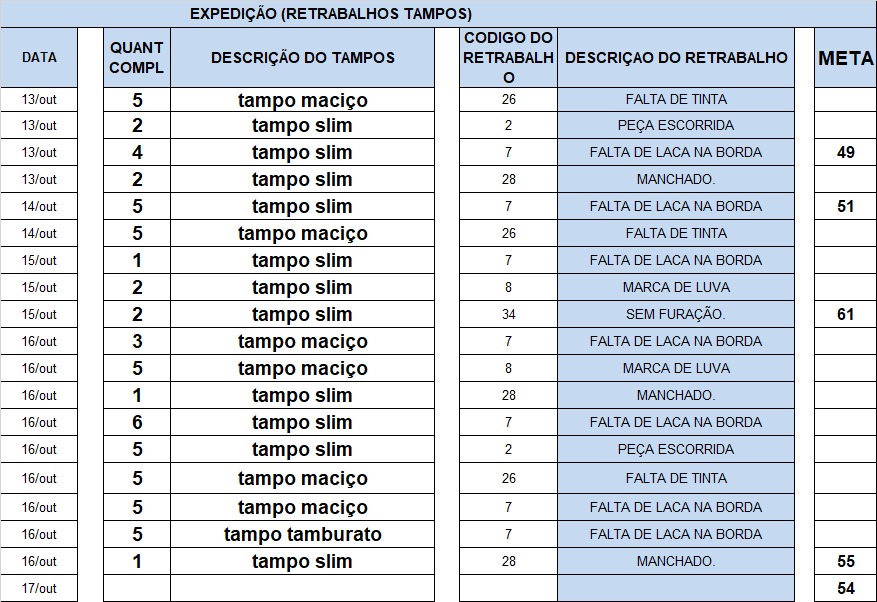 EXPEDIÇÃO (RETRABALHOS TAMPOS)
DATA QUANT COMPL DESCRIÇÃO DO TAMPOS CODIGO DO RETRABALHO DESCRIÇAO DO RETRABALHO META
13/out 5 tampo maciço 26 FALTA DE TINTA
13/out 2 tampo slim 2 PEÇA ESCORRIDA
13/out 4 tampo slim 7 FALTA DE LACA NA BORDA 49
13/out 2 tampo slim 28 MANCHADO.
14/out 5 tampo slim 7 FALTA DE LACA NA BORDA 51
14/out 5 tampo maciço 26 FALTA DE TINTA
15/out 1 tampo slim 7 FALTA DE LACA NA BORDA
15/out 2 tampo slim 8 MARCA DE LUVA
15/out 2 tampo slim 34 SEM FURAÇÃO. 61
16/out 3 tampo maciço 7 FALTA DE LACA NA BORDA
16/out 5 tampo maciço 8 MARCA DE LUVA
16/out 1 tampo slim 28 MANCHADO.
16/out 6 tampo slim 7 FALTA DE LACA NA BORDA
16/out 5 tampo slim 2 PEÇA ESCORRIDA
16/out 5 tampo maciço 26 FALTA DE TINTA
16/out 5 tampo maciço 7 FALTA DE LACA NA BORDA
16/out 5 tampo tamburato 7 FALTA DE LACA NA BORDA
16/out 1 tampo slim 28 MANCHADO. 55
17/out 54